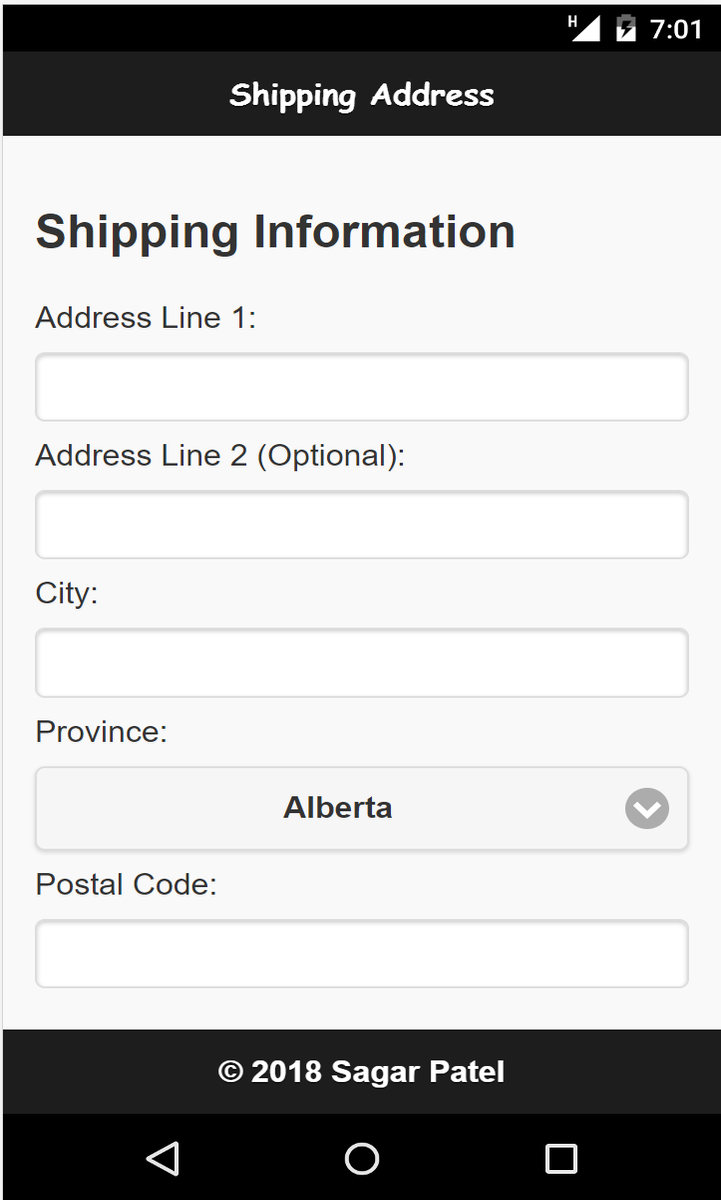 H 7:01
Shipping Address
Shipping Information
Address Line 1:
Address Line 2 (Optional):
City:
Province:
Alberta
Postal Code:
© 2018 Sagar Patel